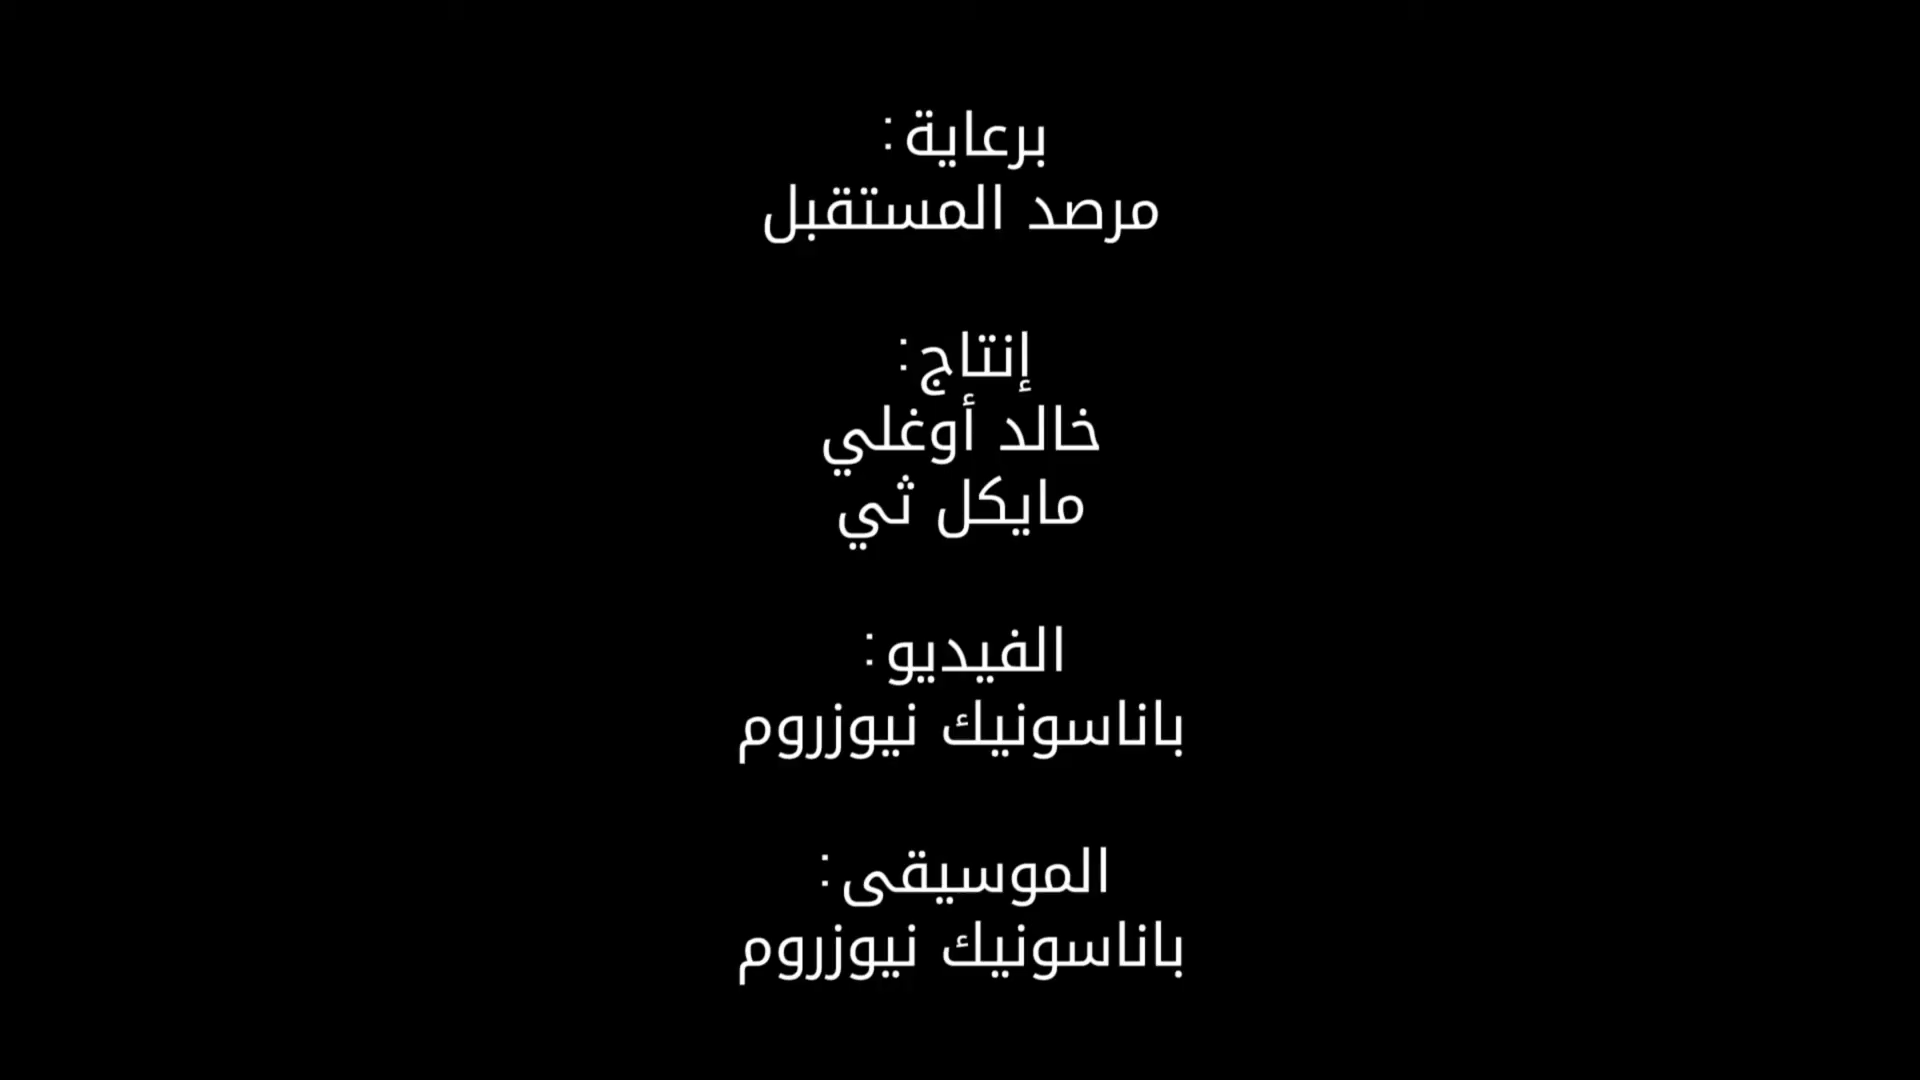 برعاية:
مرصد المستقبل
إنتاج:
خالد أوغلي
مايكل ثي
الفيديو:
باناسونيك نيوزروم
الموسيقى:
باناسونيك نيوزروم